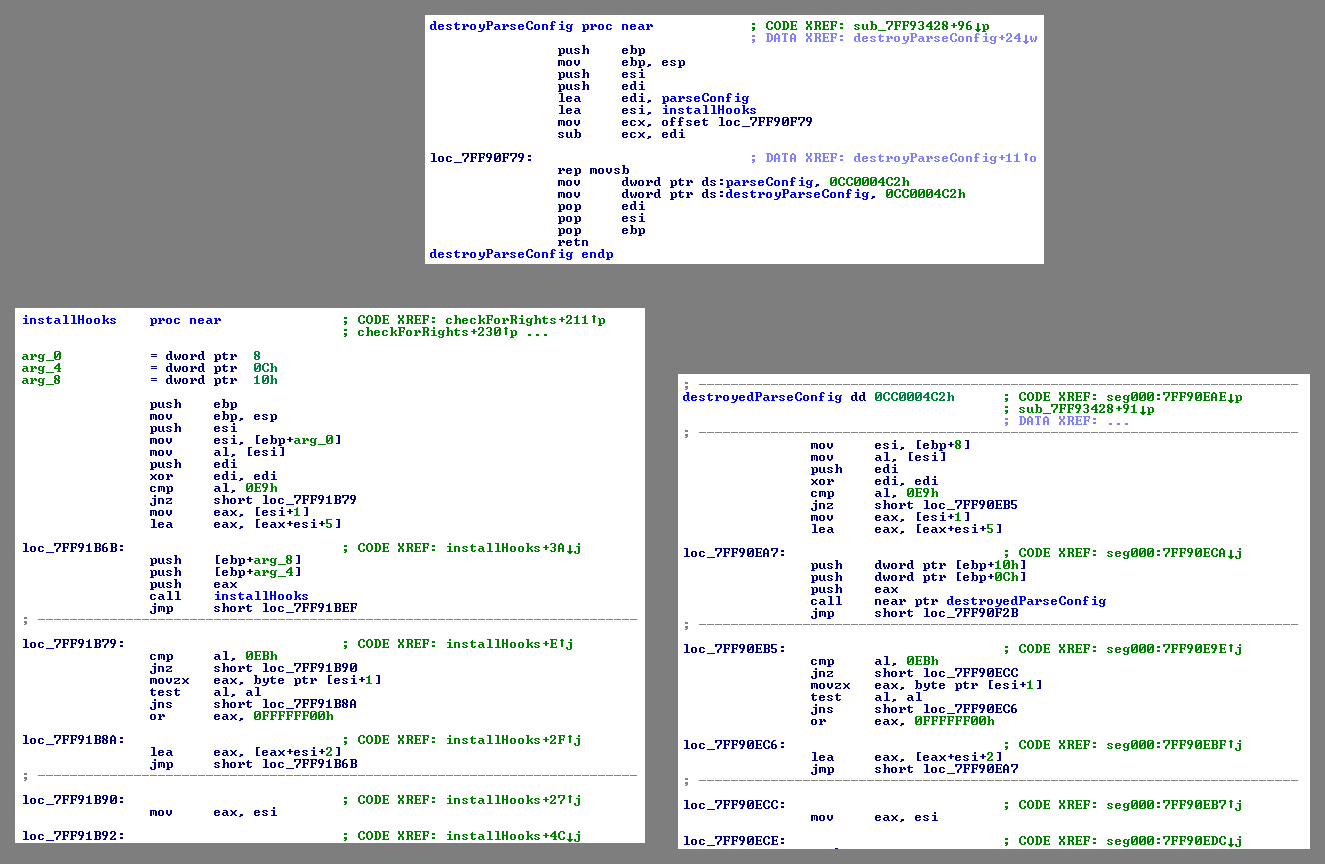 destroyParseConfig proc near ; CODE XREF: sub_7FF93428+96↓p
; DATA XREF: destroyParseConfig+24↓w
push ebp
mov ebp, esp
push esi
push edi
lea edi, parseConfig
lea esi, installHooks
mov ecx, offset loc_7FF90F79
sub ecx, edi
loc_7FF90F79: ; DATA XREF: destroyParseConfig+11↑o
rep movsb
mov dword ptr ds:parseConfig, 0CC0004C2h
mov dword ptr ds:destroyParseConfig, 0CC0004C2h
pop edi
pop esi
pop ebp
retn
destroyParseConfig endp
installHooks proc near ; CODE XREF: checkForRights+211↑p
; checkForRights+230↑p ...
arg_0 = dword ptr 8
arg_4 = dword ptr 0Ch
arg_8 = dword ptr 10h
push ebp
mov ebp, esp
push esi
mov esi, [ebp+arg_0]
mov al, [esi]
push edi
xor edi, edi
cmp al, 0E9h
jnz short loc_7FF91B79
mov eax, [esi+1]
lea eax, [eax+esi+5]
loc_7FF91B6B: ; CODE XREF: installHooks+3A↓j
push [ebp+arg_8]
push [ebp+arg_4]
push eax
call installHooks
jmp short loc_7FF91BEF
; ---------------------------------------------------------------------------
loc_7FF91B79: ; CODE XREF: installHooks+E↑j
cmp al, 0EBh
jnz short loc_7FF91B90
movzx eax, byte ptr [esi+1]
test al, al
jns short loc_7FF91B8A
or eax, 0FFFFFF00h
loc_7FF91B8A: ; CODE XREF: installHooks+2F↑j
lea eax, [eax+esi+2]
jmp short loc_7FF91B6B
; ---------------------------------------------------------------------------
loc_7FF91B90: ; CODE XREF: installHooks+27↑j
mov eax, esi
loc_7FF91B92: ; CODE XREF: installHooks+4C↓j
; ---------------------------------------------------------------------------
destroyedParseConfig dd 0CC0004C2h ; CODE XREF: seg000:7FF90EAE↓p
; sub_7FF93428+91↓p
; DATA XREF: ...
; ---------------------------------------------------------------------------
mov esi, [ebp+8]
mov al, [esi]
push edi
xor edi, edi
cmp al, 0E9h
jnz short loc_7FF90EB5
mov eax, [esi+1]
lea eax, [eax+esi+5]
loc_7FF90EA7: ; CODE XREF: seg000:7FF90ECA↓j
push dword ptr [ebp+10h]
push dword ptr [ebp+0Ch]
push eax
call near ptr destroyedParseConfig
jmp short loc_7FF90F2B
; ---------------------------------------------------------------------------
loc_7FF90EB5: ; CODE XREF: seg000:7FF90E9E↑j
cmp al, 0EBh
jnz short loc_7FF90ECC
movzx eax, byte ptr [esi+1]
test al, al
jns short loc_7FF90EC6
or eax, 0FFFFFF00h
loc_7FF90EC6: ; CODE XREF: seg000:7FF90EBF↑j
lea eax, [eax+esi+2]
jmp short loc_7FF90EA7
; ---------------------------------------------------------------------------
loc_7FF90ECC: ; CODE XREF: seg000:7FF90EB7↑j
mov eax, esi
loc_7FF90ECE: ; CODE XREF: seg000:7FF90EDC↓j